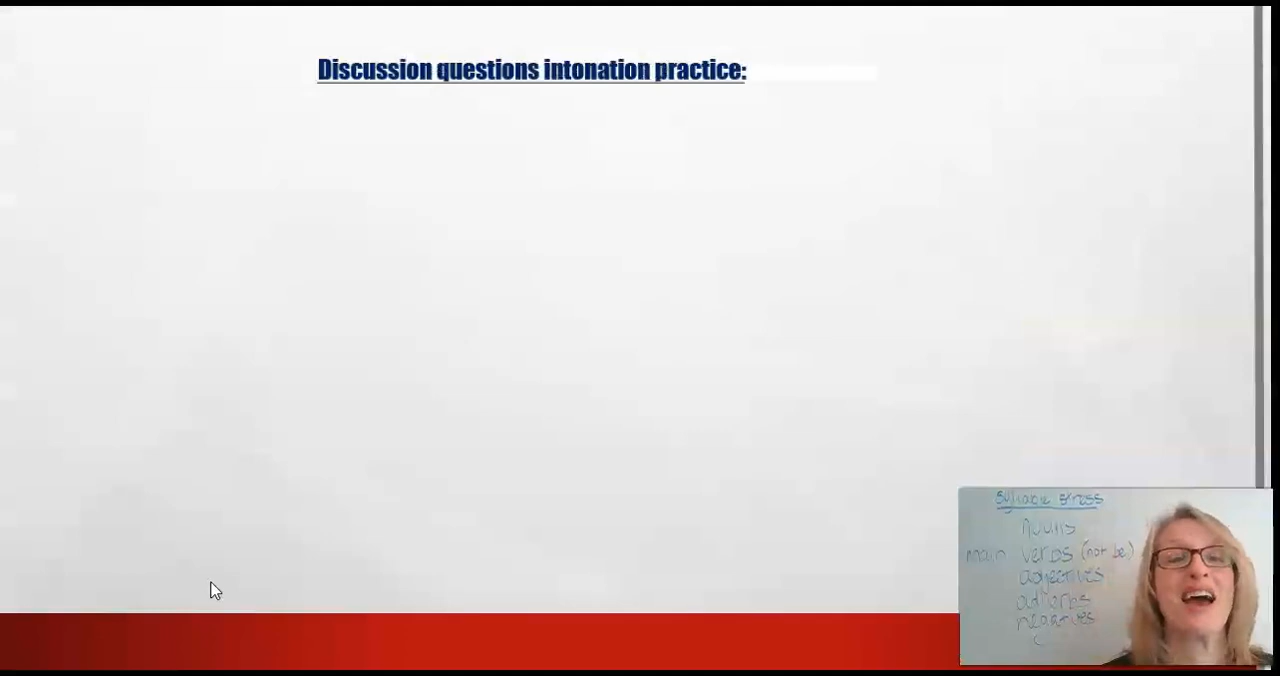 Discussion questions intonation practice:
Syllable stress
Nouns
main verbs (not be)
adjectives
adverbs
negatives